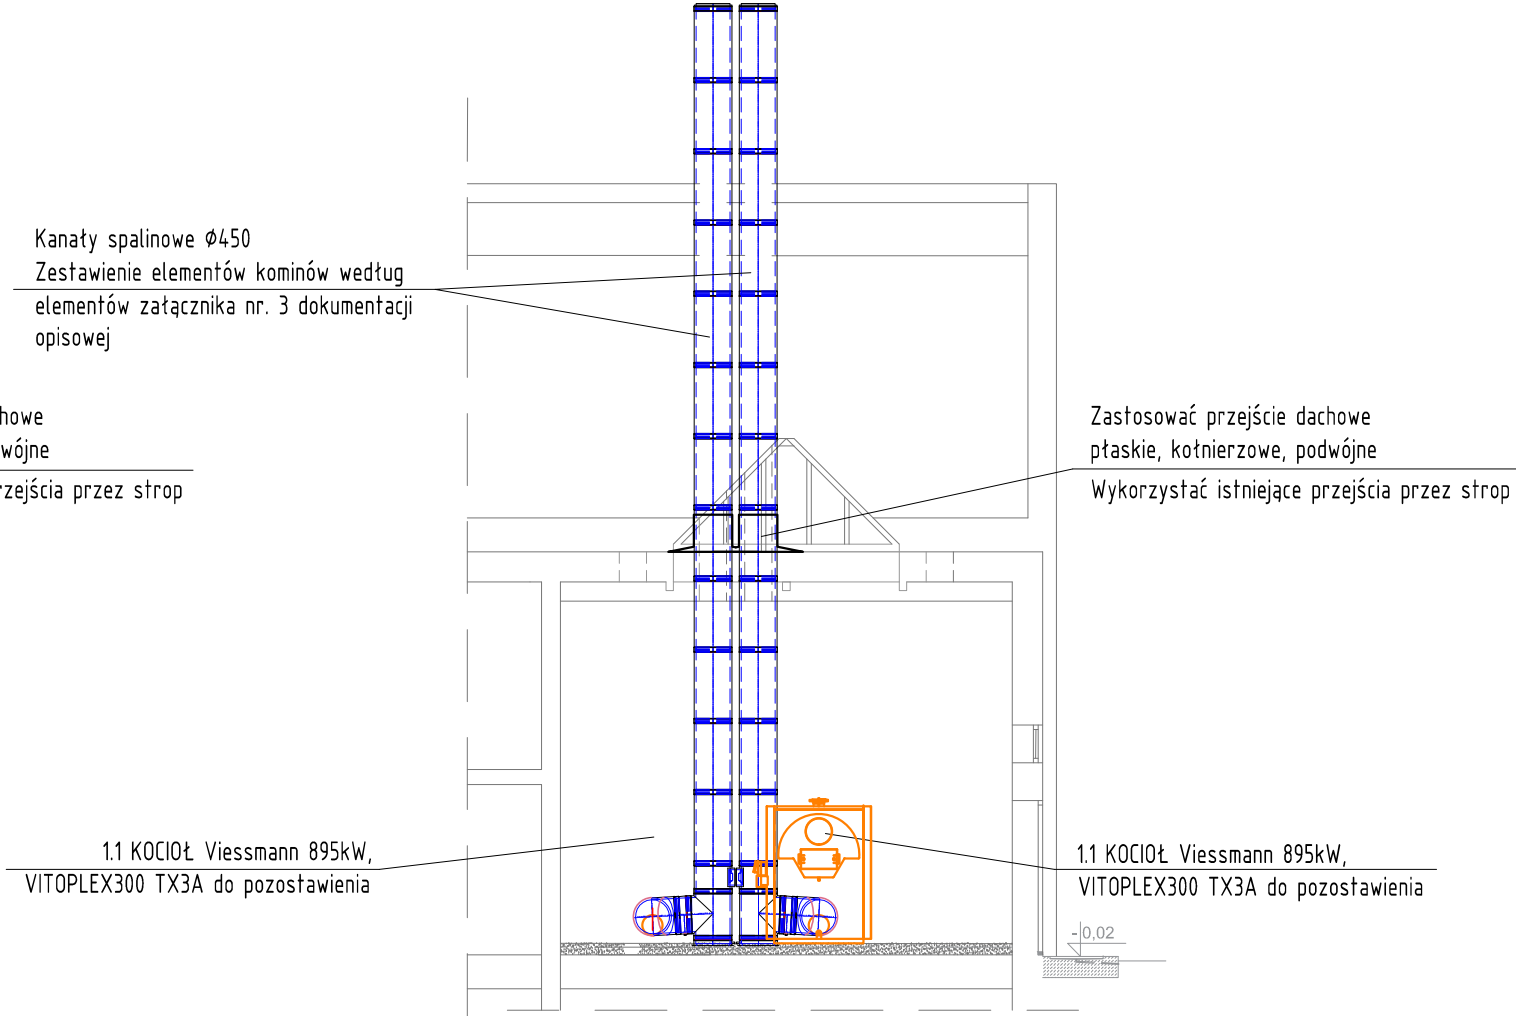 Kanały spalinowe Ø450
Zestawienie elementów kominów według
elementów załącznika nr. 3 dokumentacji
opisowej
howe
wójne
rzejścia przez strop
Zastosować przejście dachowe
płaskie, kołnierzowe, podwójne
Wykorzystać istniejące przejścia przez strop
1.1 KOCIOŁ Viessmann 895kW,
VITOPLEX300 TX3A do pozostawienia
1.1 KOCIOŁ Viessmann 895kW,
VITOPLEX300 TX3A do pozostawienia
-0,02